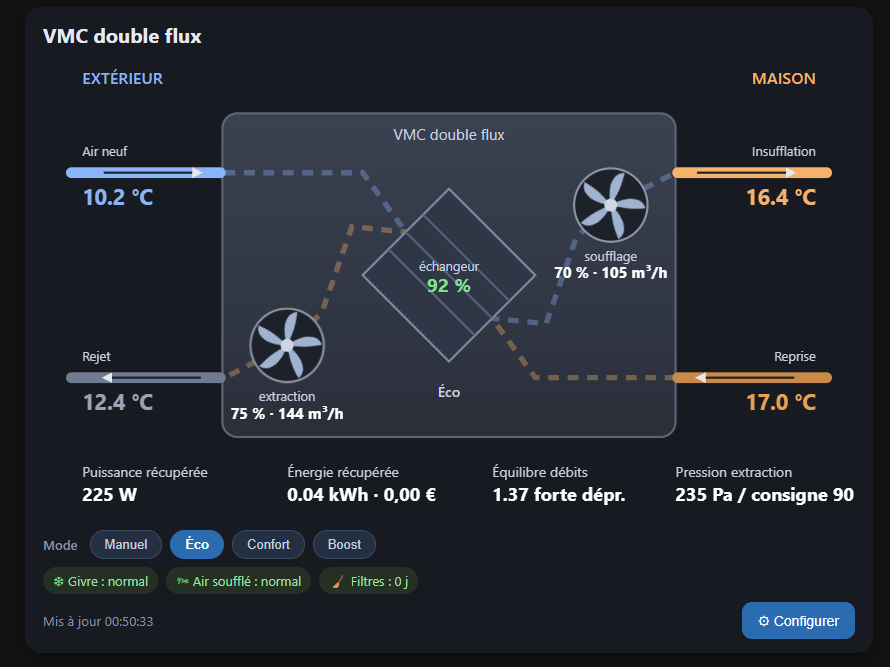 VMC double flux
EXTÉRIEUR
MAISON
VMC double flux
Air neuf
10.2 °C
Insufflation
16.4 °C
soufflage
70 % · 105 m³/h
échangeur
92 %
Rejet
12.4 °C
Reprise
17.0 °C
extraction
75 % · 144 m³/h
Éco
Puissance récupérée
225 W
Énergie récupérée
0.04 kWh · 0,00 €
Équilibre débits
1.37 forte dépr.
Pression extraction
235 Pa / consigne 90
Mode
Manuel
Éco
Confort
Boost
Givre : normal
Air soufflé : normal
Filtres : 0 j
Mis à jour 00:50:33
Configurer